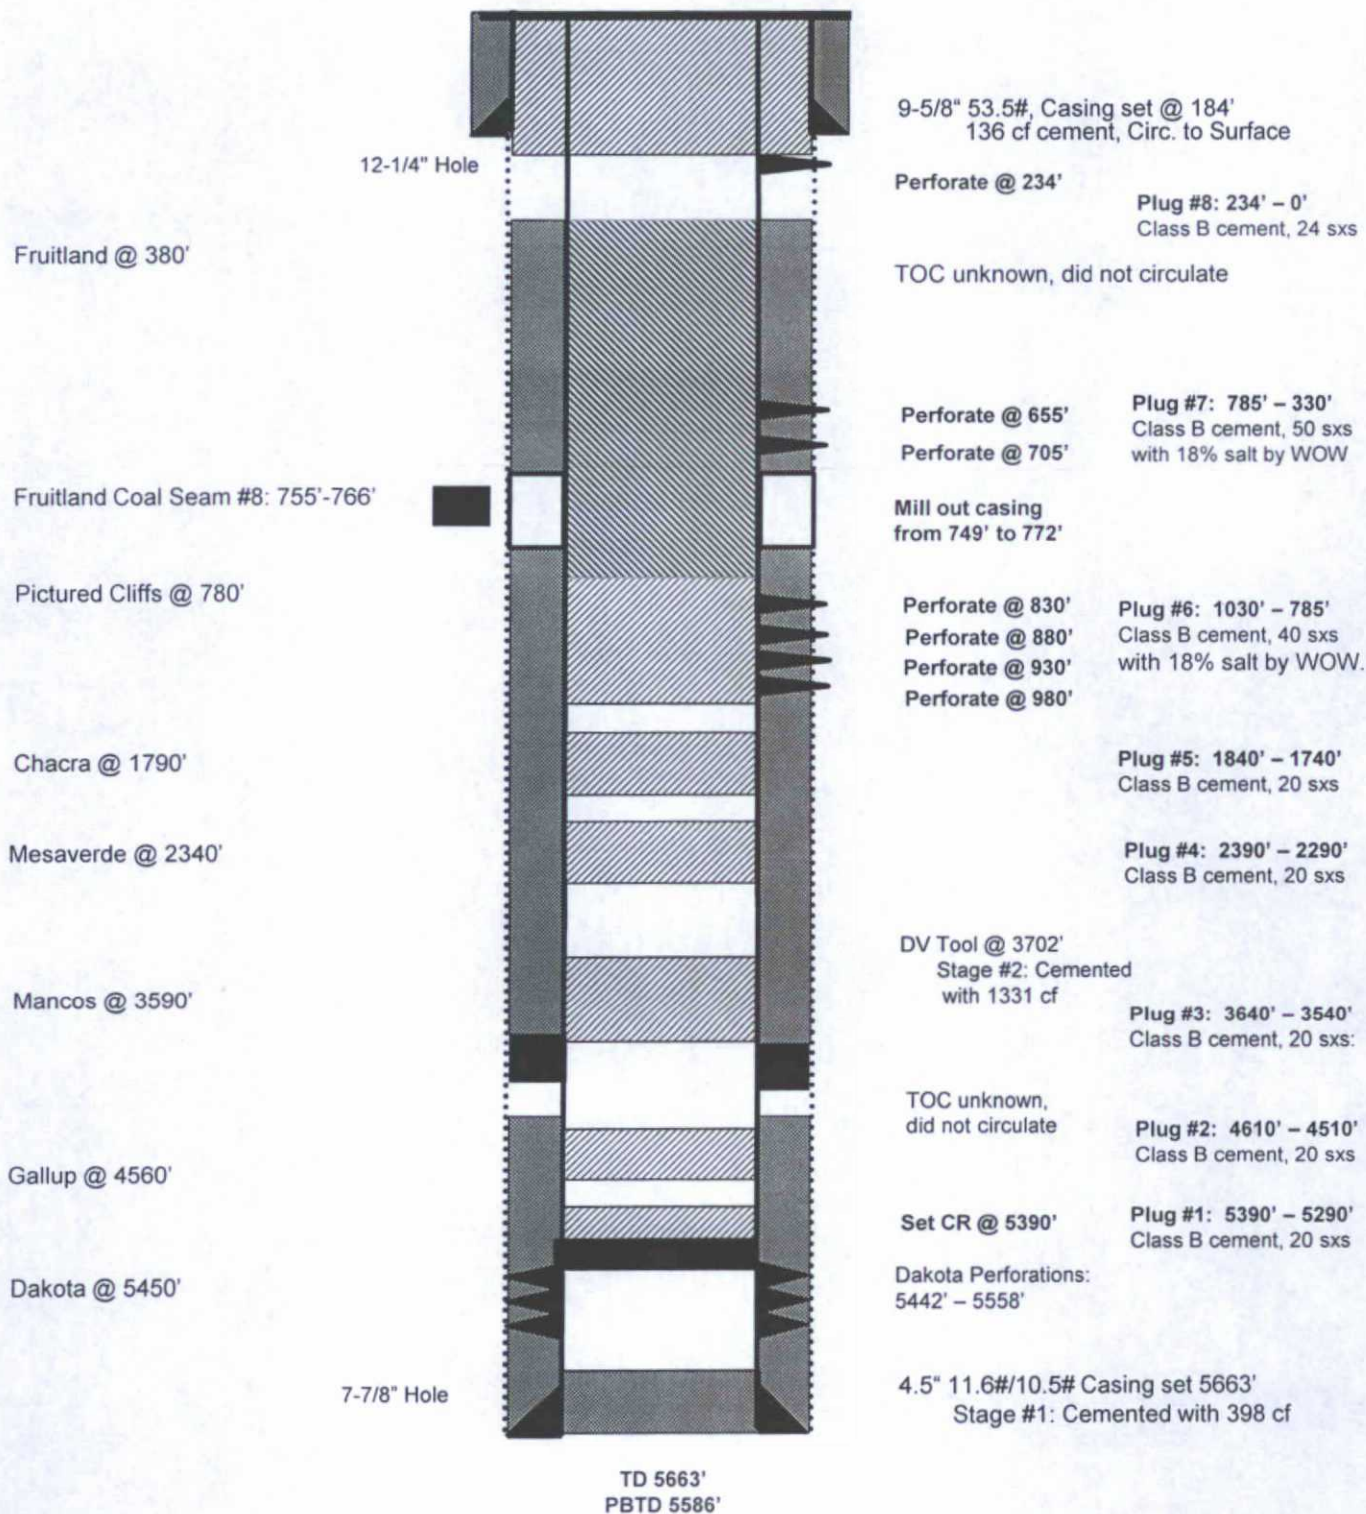 9-5/8" 53.5#, Casing set @ 184'
136 cf cement, Circ. to Surface
12-1/4" Hole
Perforate @ 234'
Plug #8: 234' – 0'
Class B cement, 24 sxs
Fruitland @ 380'
TOC unknown, did not circulate
Perforate @ 655'
Plug #7: 785' – 330'
Class B cement, 50 sxs
with 18% salt by WOW
Perforate @ 705'
Fruitland Coal Seam #8: 755'-766'
Mill out casing
from 749' to 772'
Pictured Cliffs @ 780'
Perforate @ 830'
Perforate @ 880'
Perforate @ 930'
Perforate @ 980'
Plug #6: 1030' – 785'
Class B cement, 40 sxs
with 18% salt by WOW.
Chacra @ 1790'
Plug #5: 1840' – 1740'
Class B cement, 20 sxs
Mesaverde @ 2340'
Plug #4: 2390' – 2290'
Class B cement, 20 sxs
DV Tool @ 3702'
Stage #2: Cemented
with 1331 cf
Mancos @ 3590'
Plug #3: 3640' – 3540'
Class B cement, 20 sxs:
TOC unknown,
did not circulate
Plug #2: 4610' – 4510'
Class B cement, 20 sxs
Gallup @ 4560'
Set CR @ 5390'
Plug #1: 5390' – 5290'
Class B cement, 20 sxs
Dakota @ 5450'
Dakota Perforations:
5442' – 5558'
7-7/8" Hole
4.5" 11.6#/10.5# Casing set 5663'
Stage #1: Cemented with 398 cf
TD 5663'
PBTD 5586'